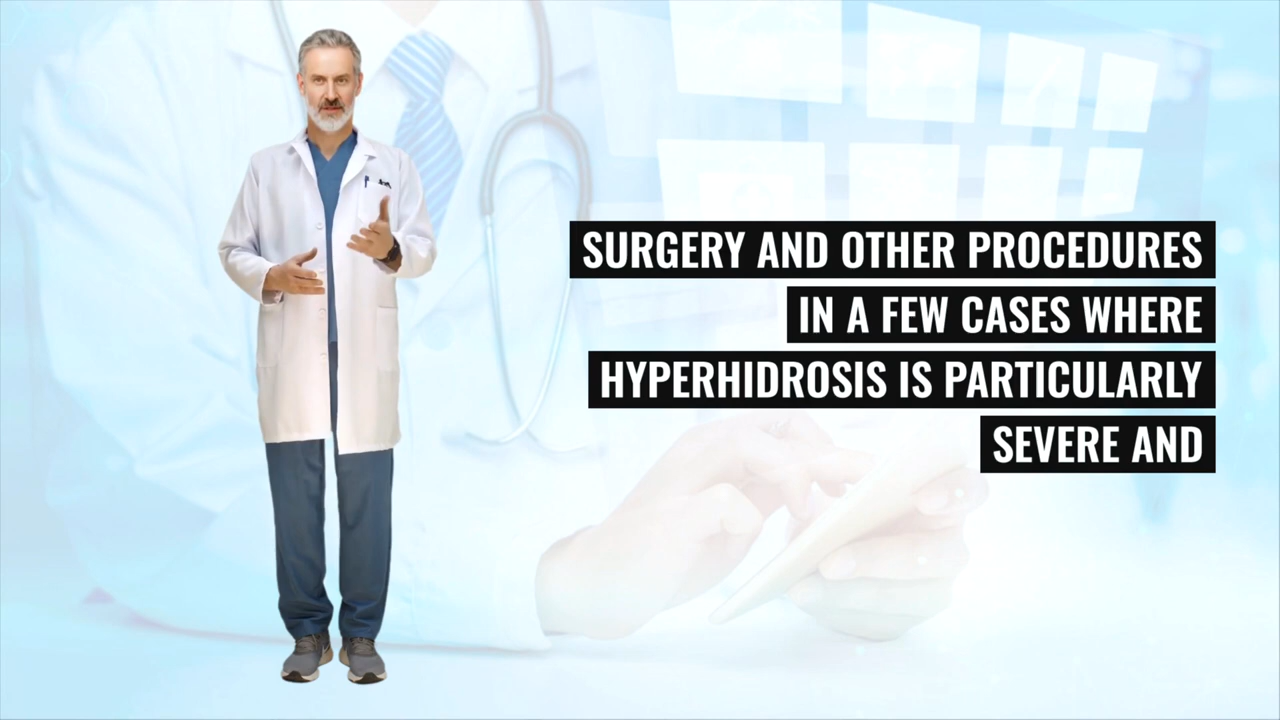 SURGERY AND OTHER PROCEDURES
IN A FEW CASES WHERE
HYPERHIDROSIS IS PARTICULARLY
SEVERE AND